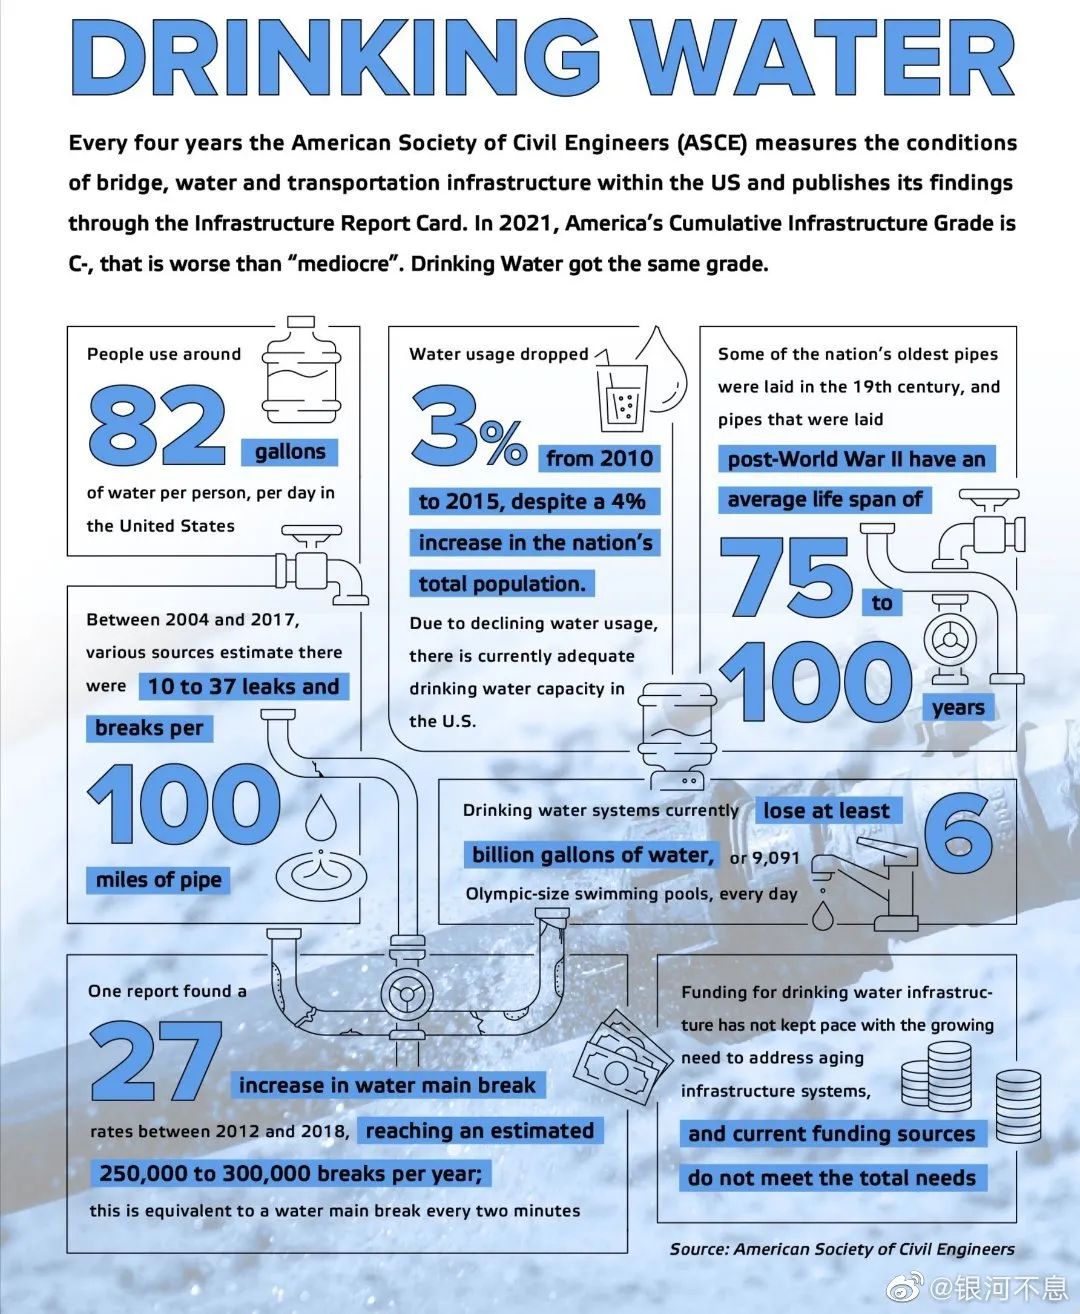 DRINKING WATER
Every four years the American Society of Civil Engineers (ASCE) measures the conditions
of bridge, water and transportation infrastructure within the US and publishes its findings
through the Infrastructure Report Card. In 2021, America's Cumulative Infrastructure Grade is
C-, that is worse than "mediocre". Drinking Water got the same grade.
People use around
82
gallons
of water per person, per day in
the United States
Water usage dropped
3%
from 2010
to 2015, despite a 4%
increase in the nation's
total population.
Due to declining water usage,
there is currently adequate
drinking water capacity in
the U.S.
Some of the nation's oldest pipes
were laid in the 19th century, and
pipes that were laid
post-World War II have an
average life span of
75
to
100
years
Between 2004 and 2017,
various sources estimate there
were 10 to 37 leaks and
breaks per
100
miles of pipe
Drinking water systems currently lose at least
6
billion gallons of water, or 9,091
Olympic-size swimming pools, every day
One report found a
27
increase in water main break
rates between 2012 and 2018, reaching an estimated
250,000 to 300,000 breaks per year;
this is equivalent to a water main break every two minutes
Funding for drinking water infrastruc-
ture has not kept pace with the growing
need to address aging
infrastructure systems,
and current funding sources
do not meet the total needs
Source: American Society of Civil Engineers
@银河不息